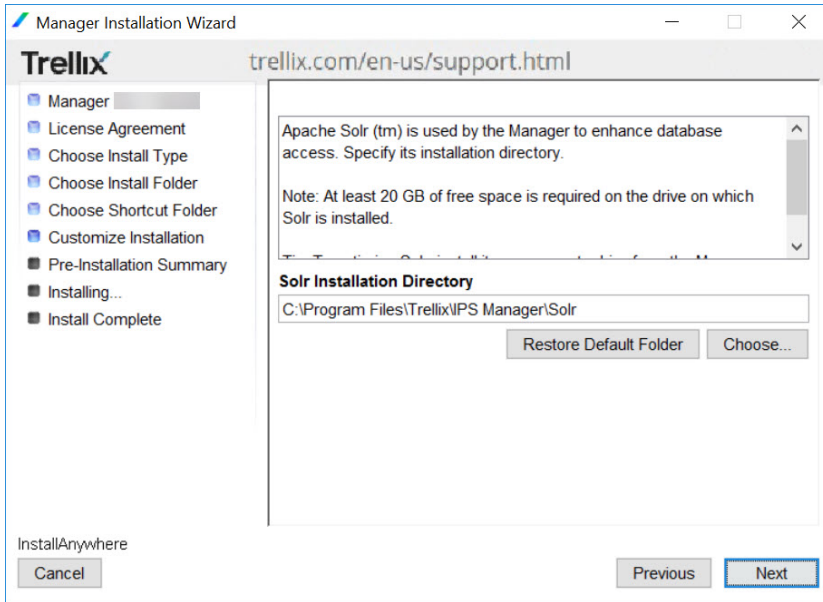 Manager Installation Wizard
Trellix
trellix.com/en-us/support.html
Manager
License Agreement
Choose Install Type
Choose Install Folder
Choose Shortcut Folder
Customize Installation
Pre-Installation Summary
Installing...
Install Complete
Apache Solr (tm) is used by the Manager to enhance database
access. Specify its installation directory.
Note: At least 20 GB of free space is required on the drive on which
Solr is installed.
Solr Installation Directory
C:\Program Files\Trellix\IPS Manager\Solr
Restore Default Folder
Choose...
InstallAnywhere
Cancel
Previous
Next